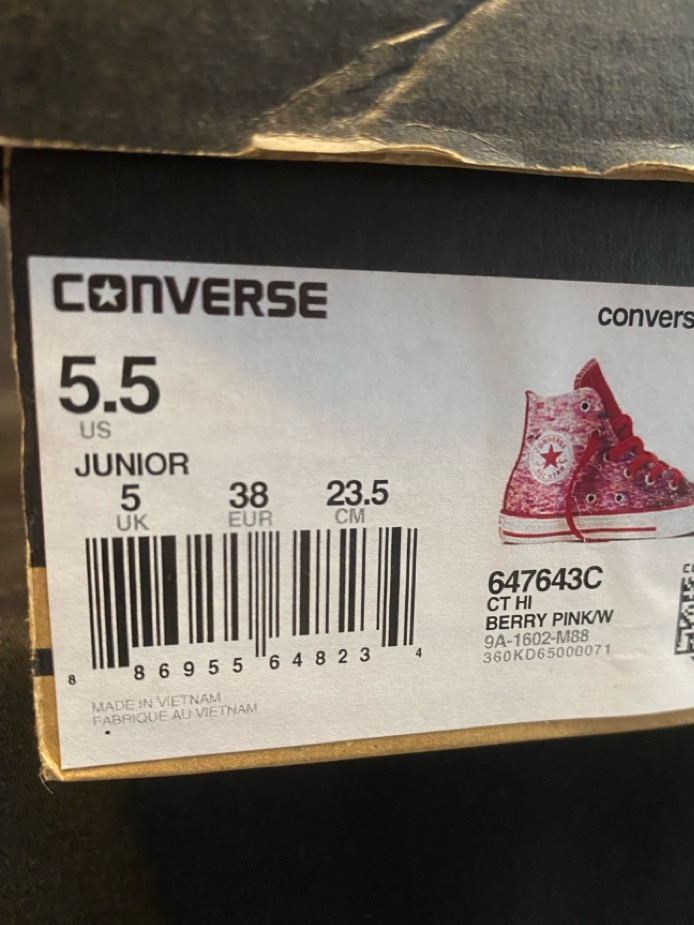 CONVERSE
convers
5.5
US
JUNIOR
5 38 23.5
UK EUR CM
8 86955 64823 4
MADE IN VIETNAM
FABRIQUE AU VIETNAM
647643C
CT HI
BERRY PINK/W
9A-1602-M88
360KD65000071